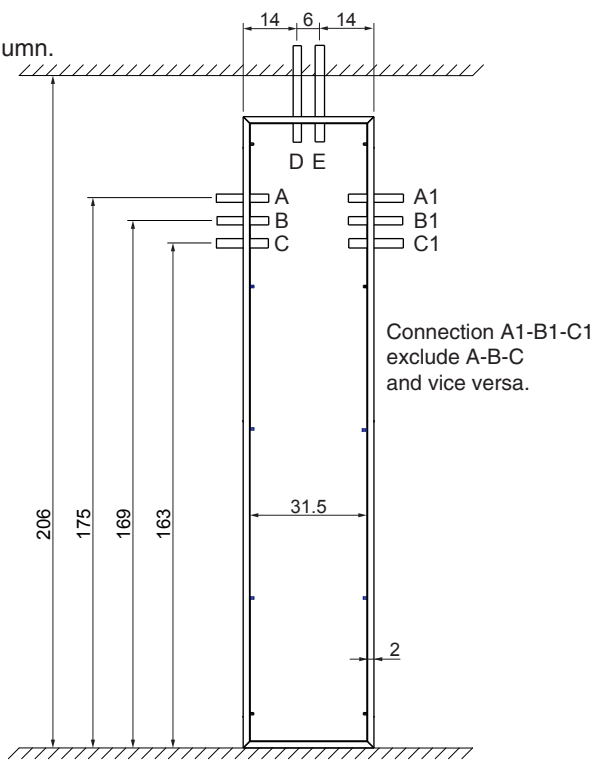 14 6 14
umn.
D E
A A1
B B1
C C1
Connection A1-B1-C1
exclude A-B-C
and vice versa.
206 175 169 163 31.5
2